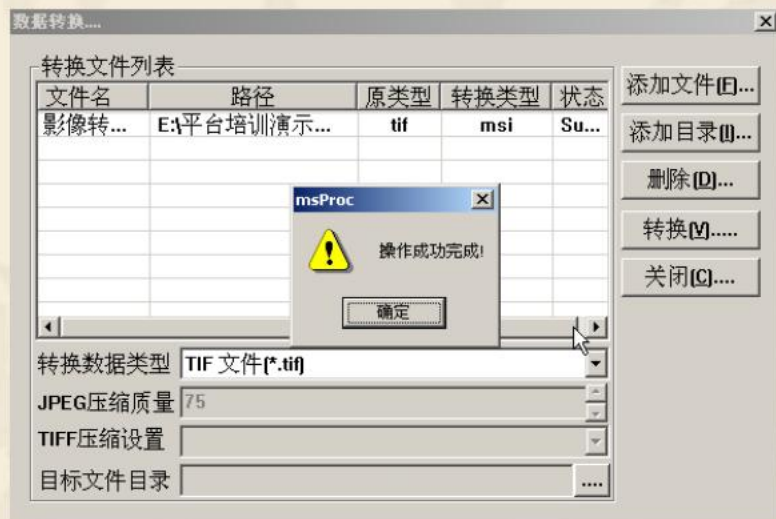 数据转换....
转换文件列表
文件名 路径 原类型 转换类型 状态
影像转... E:\平台培训演示... tif msi Su...
添加文件(F)...
添加目录(I)...
删除(D)...
转换(V).....
关闭(C)....
msProc
操作成功完成!
确定
转换数据类型 TIF 文件(*.tif)
JPEG压缩质量 75
TIFF压缩设置
目标文件目录 ....